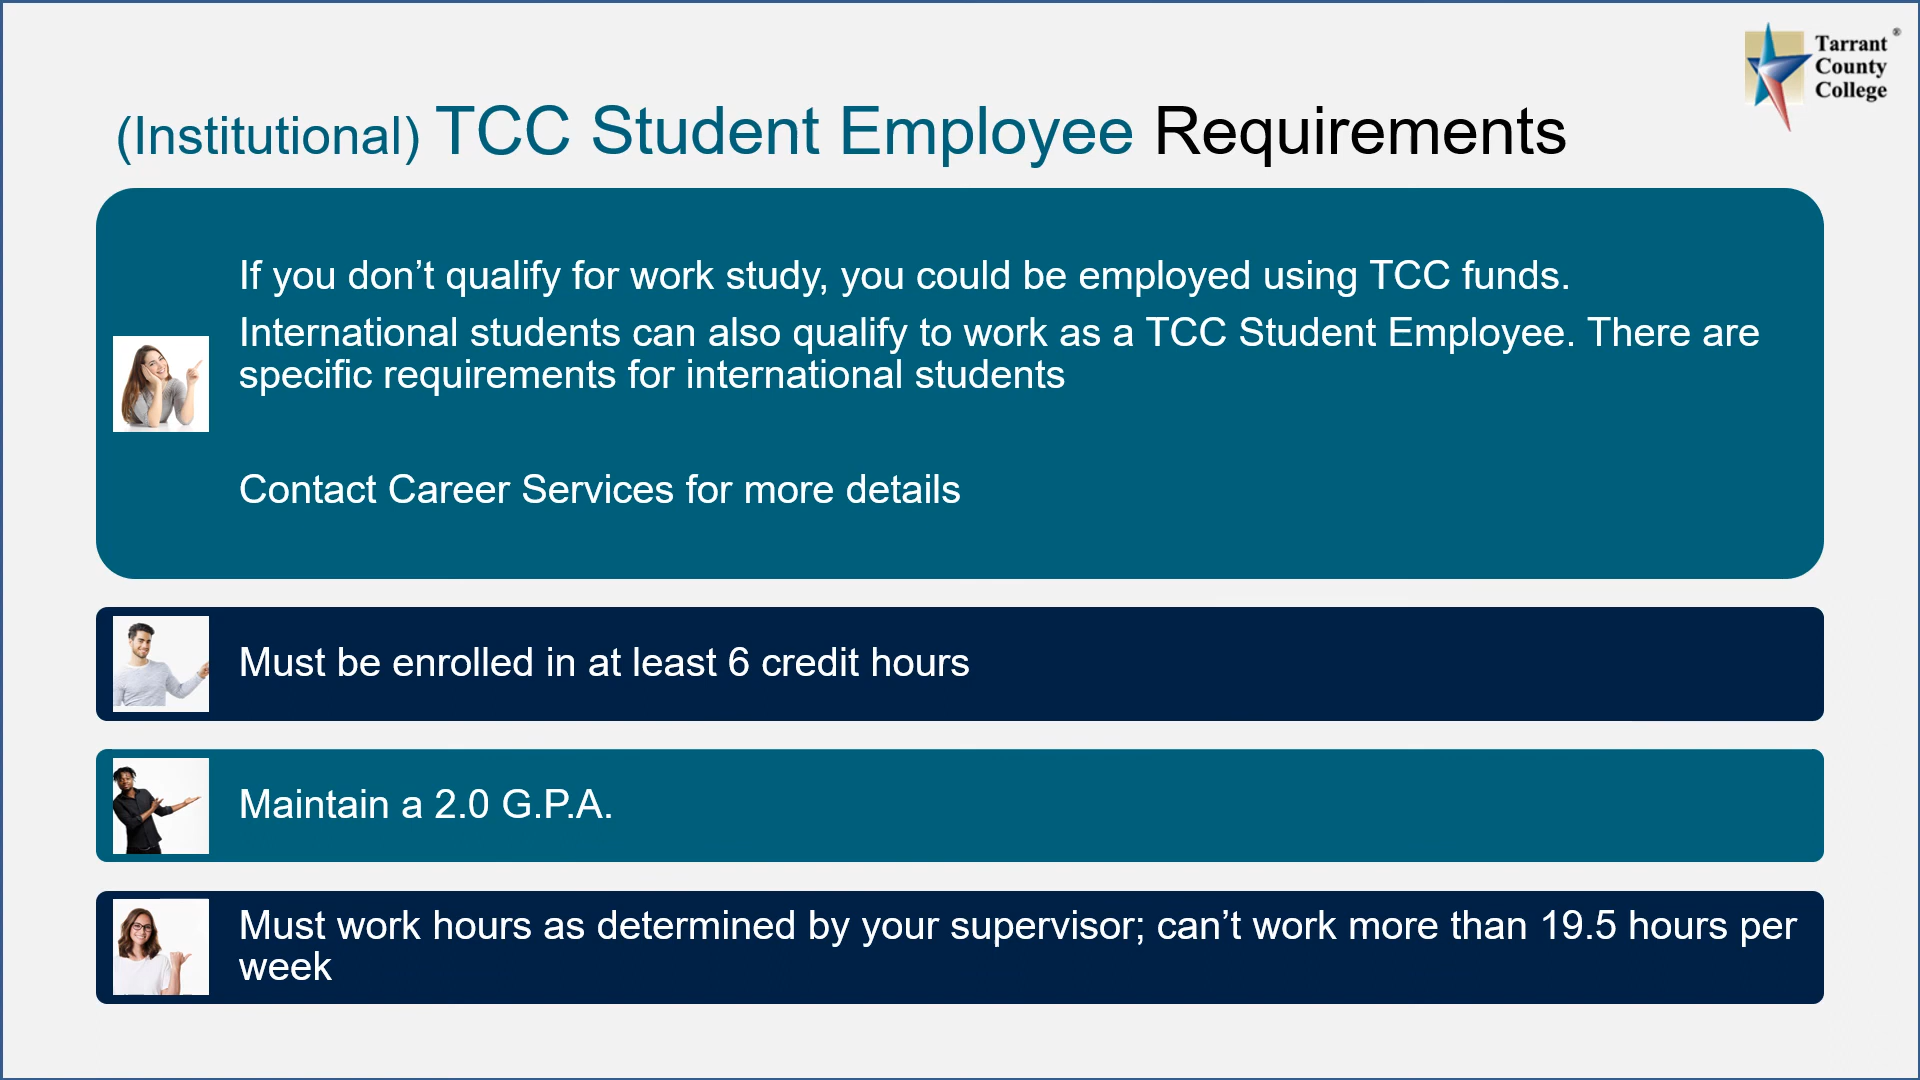 Tarrant ®
County
College
(Institutional) TCC Student Employee Requirements
If you don’t qualify for work study, you could be employed using TCC funds.
International students can also qualify to work as a TCC Student Employee. There are
specific requirements for international students
Contact Career Services for more details
Must be enrolled in at least 6 credit hours
Maintain a 2.0 G.P.A.
Must work hours as determined by your supervisor; can’t work more than 19.5 hours per
week